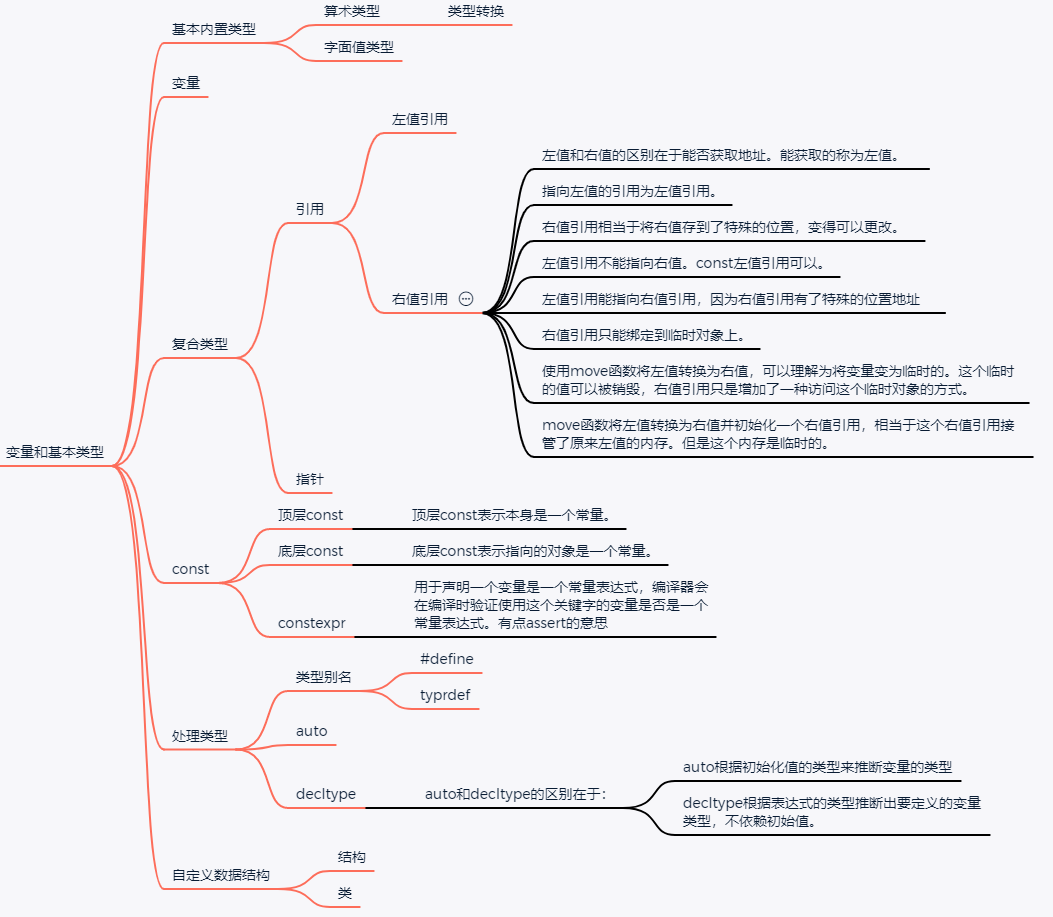 变量和基本类型
基本内置类型
算术类型
类型转换
字面值类型
变量
复合类型
引用
左值引用
右值引用
左值和右值的区别在于能否获取地址。能获取的称为左值。
指向左值的引用为左值引用。
右值引用相当于将右值存到了特殊的位置，变得可以更改。
左值引用不能指向右值。const左值引用可以。
左值引用能指向右值引用，因为右值引用有了特殊的位置地址
右值引用只能绑定到临时对象上。
使用move函数将左值转换为右值，可以理解为将变量变为临时的。这个临时
的值可以被销毁，右值引用只是增加了一种访问这个临时对象的方式。
move函数将左值转换为右值并初始化一个右值引用，相当于这个右值引用接
管了原来左值的内存。但是这个内存是临时的。
指针
const
顶层const
顶层const表示本身是一个常量。
底层const
底层const表示指向的对象是一个常量。
constexpr
用于声明一个变量是一个常量表达式，编译器会
在编译时验证使用这个关键字的变量是否是一个
常量表达式。有点assert的意思
处理类型
类型别名
#define
typrdef
auto
decltype
auto和decltype的区别在于：
auto根据初始化值的类型来推断变量的类型
decltype根据表达式的类型推断出要定义的变量
类型，不依赖初始值。
自定义数据结构
结构
类